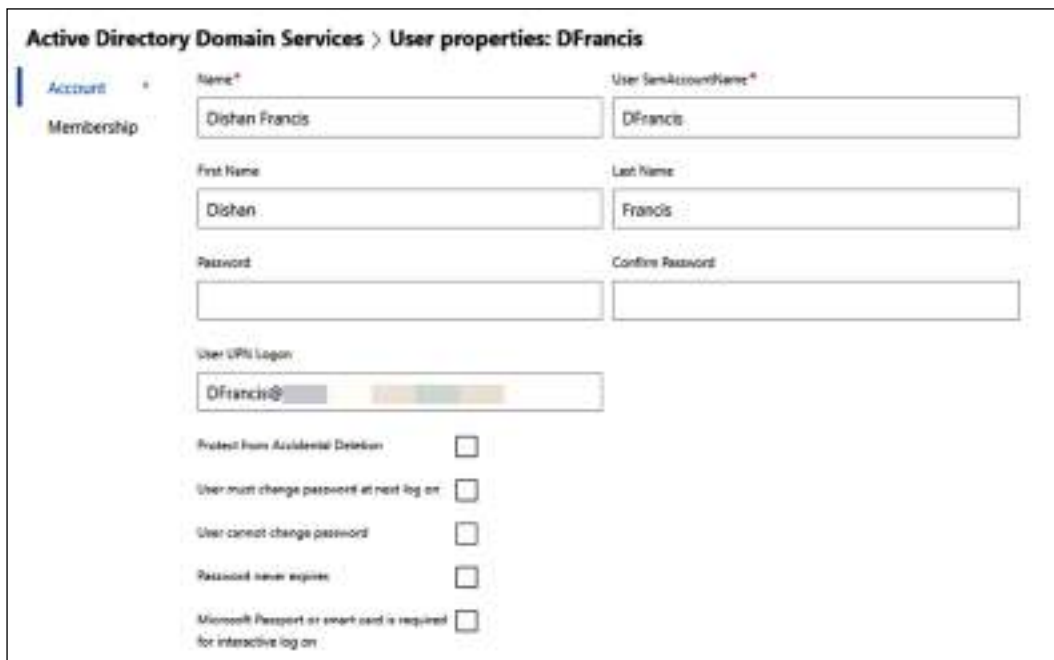 Active Directory Domain Services > User properties: DFrancis
Account *
Membership
Name* User SamAccountName*
Dishan Francis DFrancis
First Name Last Name
Dishan Francis
Password Confirm Password
User UPN Logon
DFrancis@
Protect from Accidental Deletion
User must change password at next log on
User cannot change password
Password never expires
Microsoft Passport or smart card is required
for interactive log on